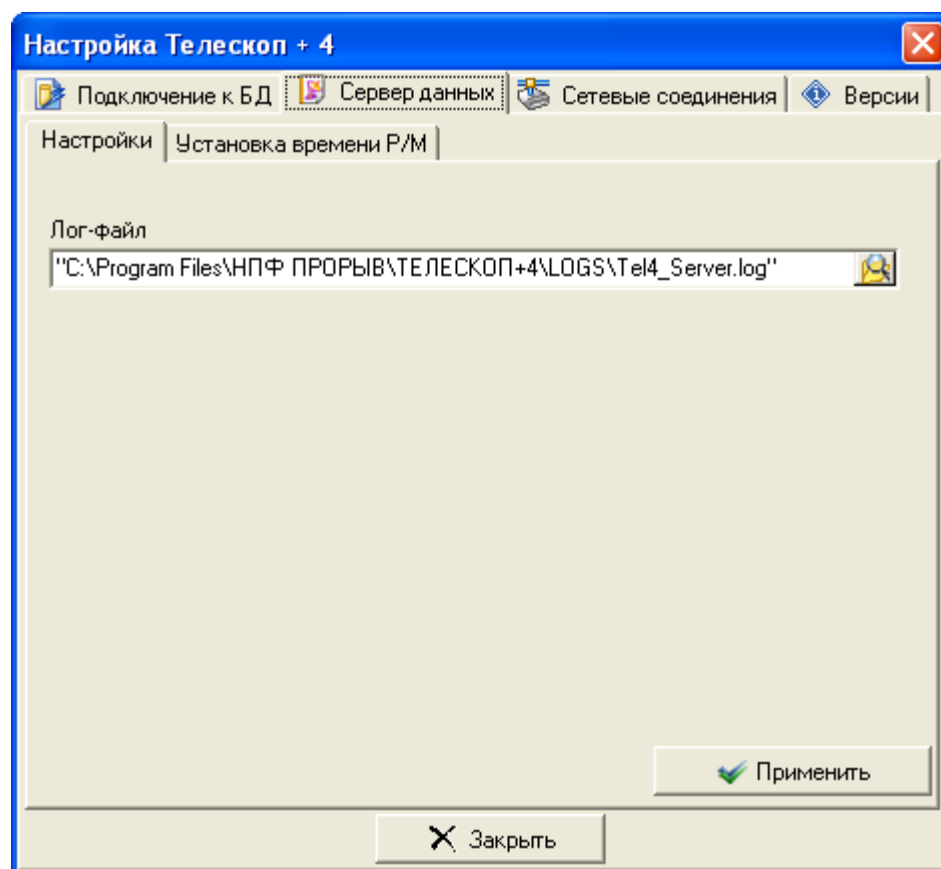 Настройка Телескоп + 4
Подключение к БД Сервер данных Сетевые соединения Версии
Настройки Установка времени Р/М
Лог-файл
"C:\Program Files\НПФ ПРОРЫВ\ТЕЛЕСКОП+4\LOGS\Tel4_Server.log"
Применить
Закрыть